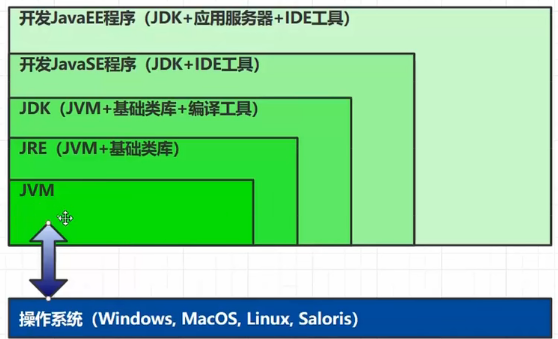 开发JavaEE程序（JDK+应用服务器+IDE工具）
开发JavaSE程序（JDK+IDE工具）
JDK（JVM+基础类库+编译工具）
JRE（JVM+基础类库）
JVM
操作系统（Windows, MacOS, Linux, Saloris）